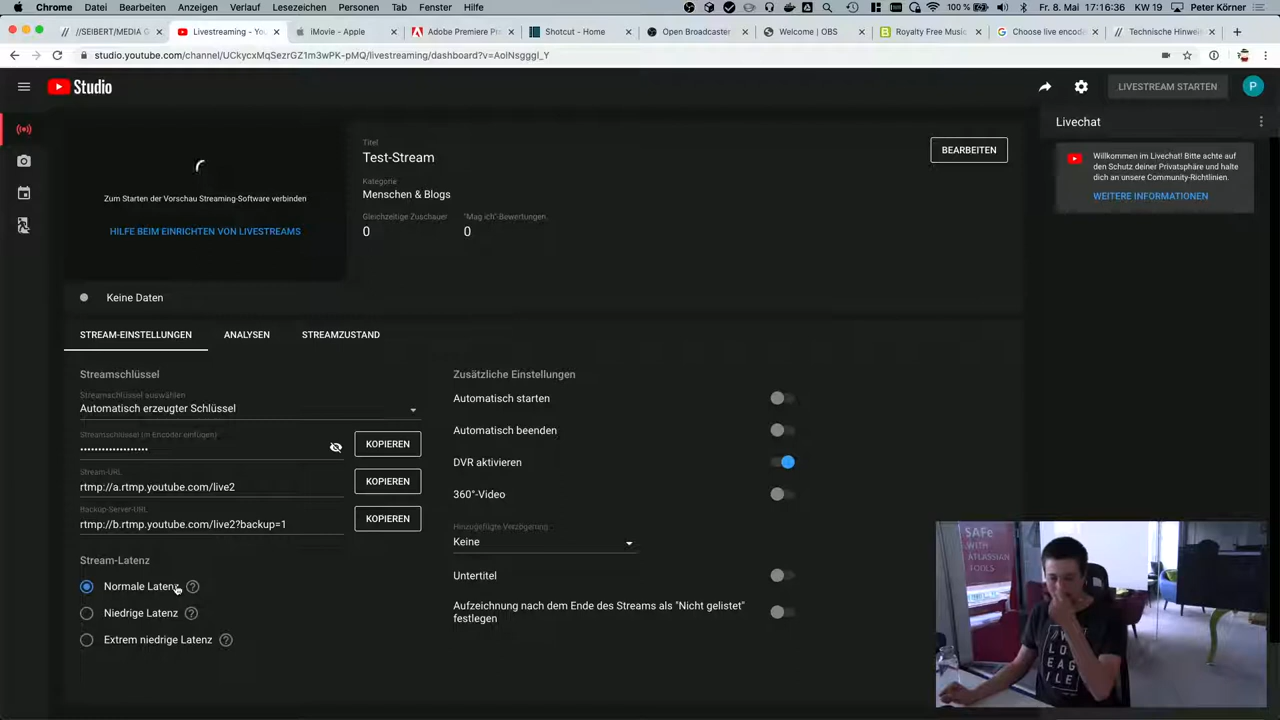 Chrome Datei Bearbeiten Anzeigen Verlauf Lesezeichen Personen Tab Fenster Hilfe 100 % Fr. 8. Mai 17:16:36 KW 19 Peter Körner
//SEIBERT/MEDIA G
Livestreaming - You
iMovie - Apple
Adobe Premiere Pr
Shotcut - Home
Open Broadcaster
Welcome | OBS
Royalty Free Music
Choose live encod
Technische Hinwei
studio.youtube.com/channel/UCkycxMqSezrGZ1m3wPK-pMQ/livestreaming/dashboard?v=AolNsgggl_Y
Studio
LIVESTREAM STARTEN
P
Zum Starten der Vorschau Streaming-Software verbinden
HILFE BEIM EINRICHTEN VON LIVESTREAMS
Titel
Test-Stream
BEARBEITEN
Kategorie
Menschen & Blogs
Gleichzeitige Zuschauer
"Mag ich"-Bewertungen.
0
0
Livechat
Willkommen im Livechat! Bitte achte auf
den Schutz deiner Privatsphäre und halte
dich an unsere Community-Richtlinien.
WEITERE INFORMATIONEN
Keine Daten
STREAM-EINSTELLUNGEN
ANALYSEN
STREAMZUSTAND
Streamschlüssel
Streamschlüssel auswählen
Automatisch erzeugter Schlüssel
Streamschlüssel (in Encoder einfügen)
••••••••••••••••••••
KOPIEREN
Stream-URL
rtmp://a.rtmp.youtube.com/live2
KOPIEREN
Backup-Server-URL
rtmp://b.rtmp.youtube.com/live2?backup=1
KOPIEREN
Stream-Latenz
Normale Latenz
Niedrige Latenz
Extrem niedrige Latenz
Zusätzliche Einstellungen
Automatisch starten
Automatisch beenden
DVR aktivieren
360°-Video
Hinzugefügte Verzögerung
Keine
Untertitel
Aufzeichnung nach dem Ende des Streams als "Nicht gelistet"
festlegen
SAFe
WITH
ATLASSIAN
TOOLS
//W
LOVE
AGILE